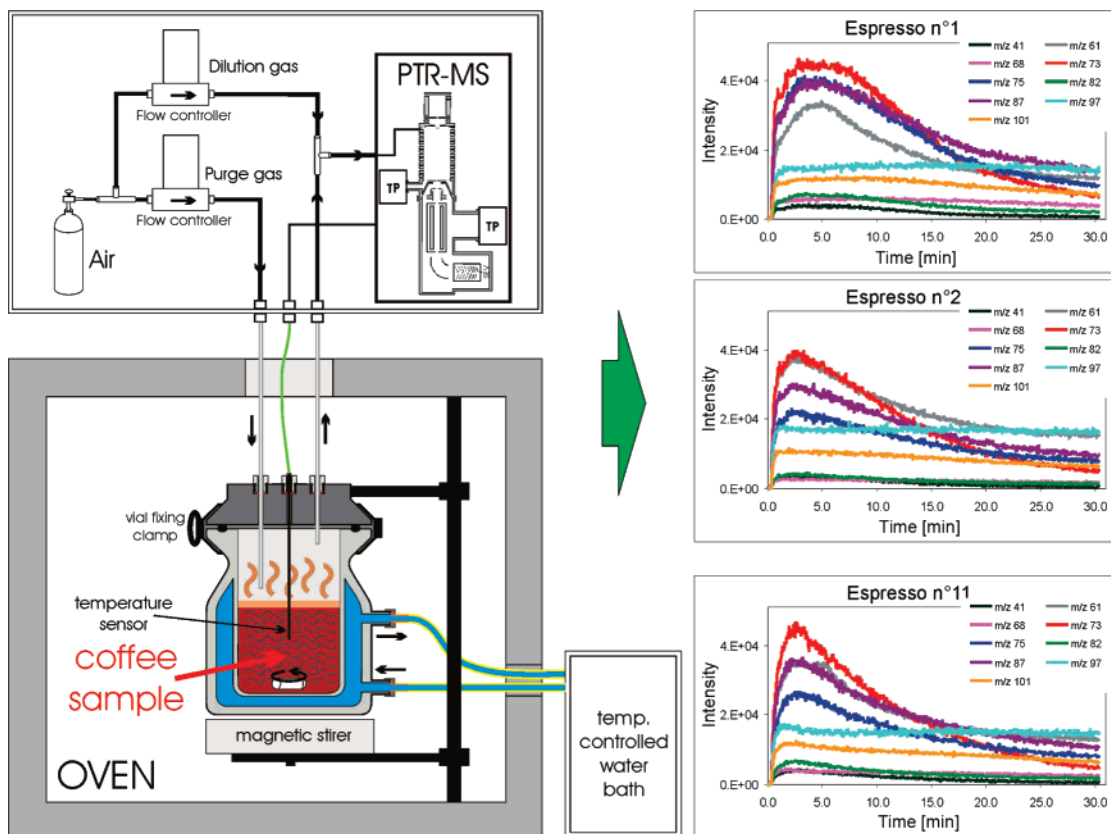 Dilution gas
Flow controller
Purge gas
Flow controller
Air
PTR-MS
TP
TP
SEV
vial fixing
clamp
temperature
sensor
coffee
sample
magnetic stirer
OVEN
temp.
controlled
water
bath
Espresso n°1
m/z 41
m/z 61
m/z 68
m/z 73
m/z 75
m/z 82
m/z 87
m/z 97
m/z 101
Intensity
4.E+04
2.E+04
0.E+00
0.0 5.0 10.0 15.0 20.0 25.0 30.0
Time [min]
Espresso n°2
m/z 41
m/z 61
m/z 68
m/z 73
m/z 75
m/z 82
m/z 87
m/z 97
m/z 101
Intensity
4.E+04
2.E+04
0.E+00
0.0 5.0 10.0 15.0 20.0 25.0 30.0
Time [min]
Espresso n°11
m/z 41
m/z 61
m/z 68
m/z 73
m/z 75
m/z 82
m/z 87
m/z 97
m/z 101
Intensity
4.E+04
2.E+04
0.E+00
0.0 5.0 10.0 15.0 20.0 25.0 30.0
Time [min]